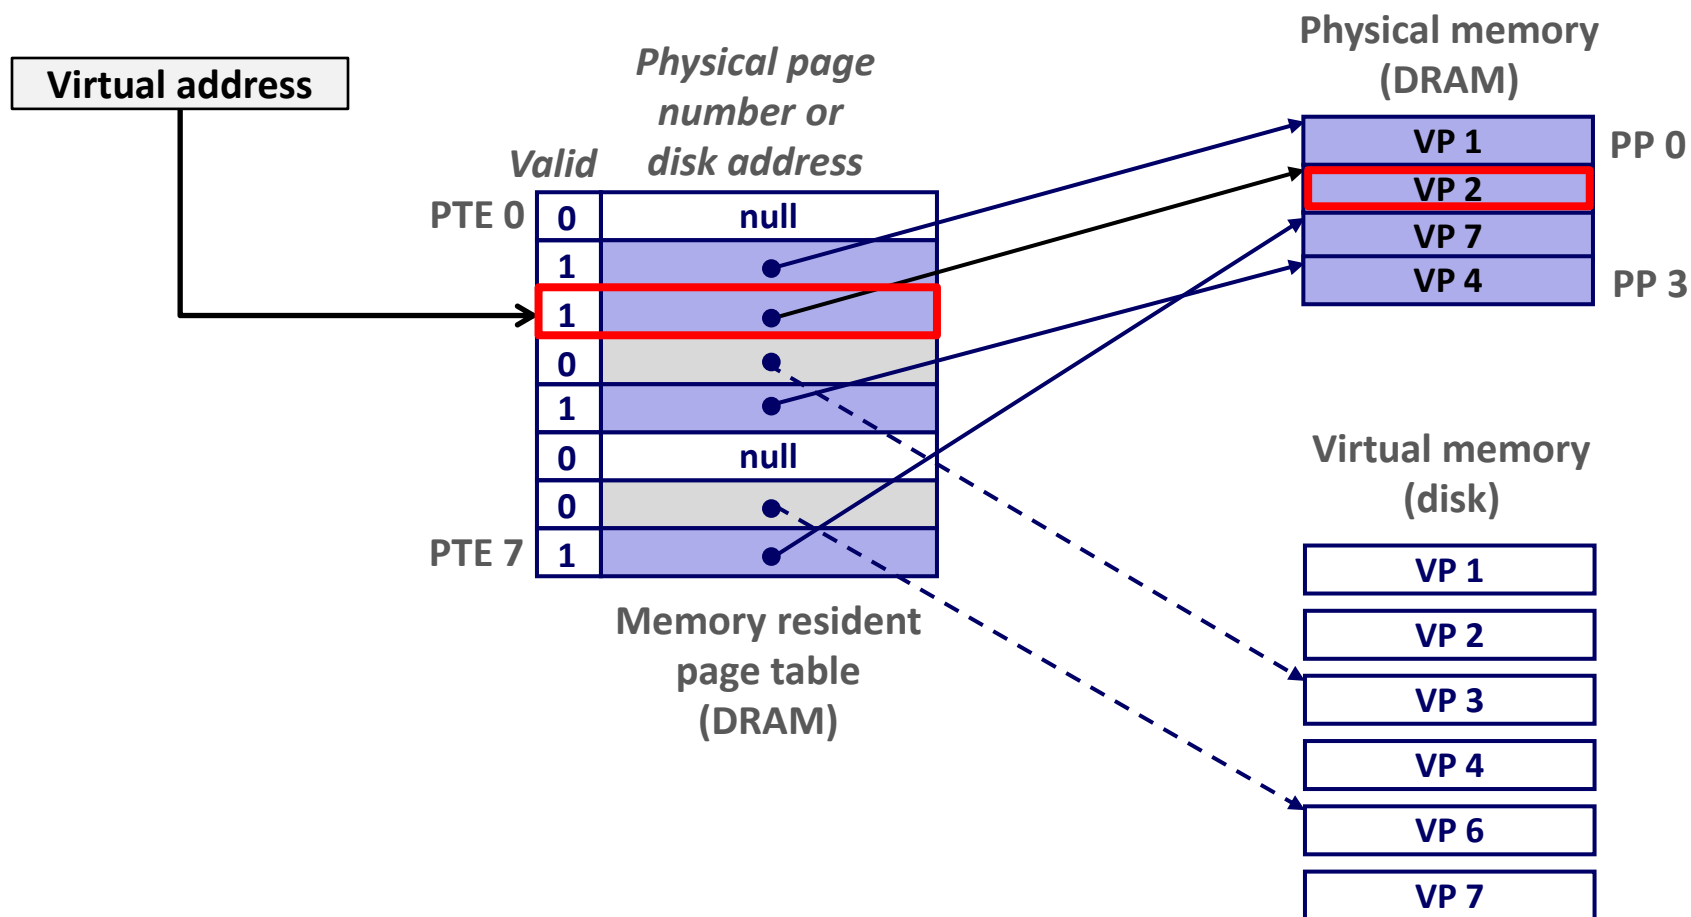 Virtual address
Physical page
number or
disk address
Valid
PTE 0
0
null
1
1
0
1
0
null
0
PTE 7
1
Memory resident
page table
(DRAM)
Physical memory
(DRAM)
VP 1
PP 0
VP 2
VP 7
VP 4
PP 3
Virtual memory
(disk)
VP 1
VP 2
VP 3
VP 4
VP 6
VP 7